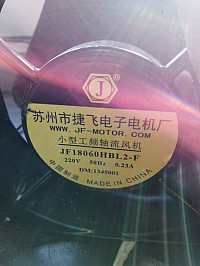 J
苏州市捷飞电子电机厂
WWW.JF-MOTOR.COM
小型工频轴流风机
JF18060HBL2-F
220V 50Hz 0.23A
DM:1345002
中国制造 MADE IN CHINA